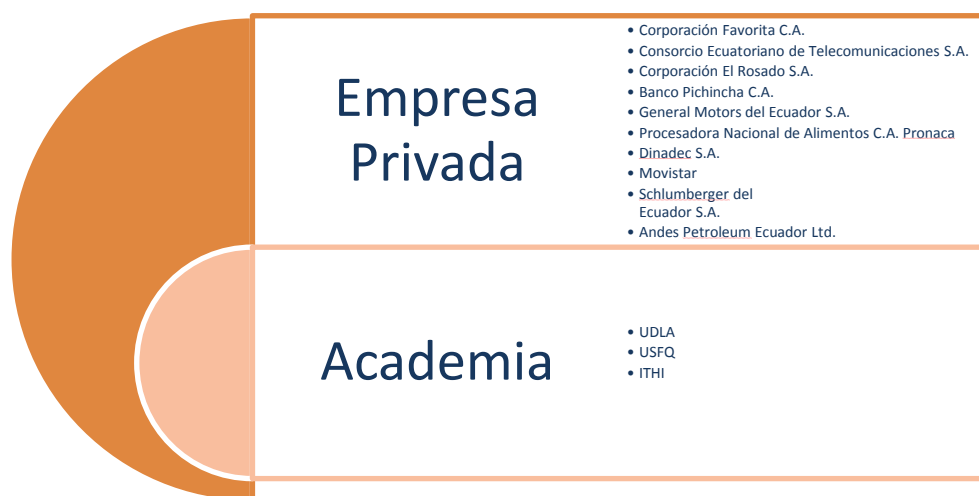 Empresa
Privada
• Corporación Favorita C.A.
• Consorcio Ecuatoriano de Telecomunicaciones S.A.
• Corporación El Rosado S.A.
• Banco Pichincha C.A.
• General Motors del Ecuador S.A.
• Procesadora Nacional de Alimentos C.A. Pronaca
• Dinadec S.A.
• Movistar
• Schlumberger del
Ecuador S.A.
• Andes Petroleum Ecuador Ltd.
Academia
• UDLA
• USFQ
• ITHI